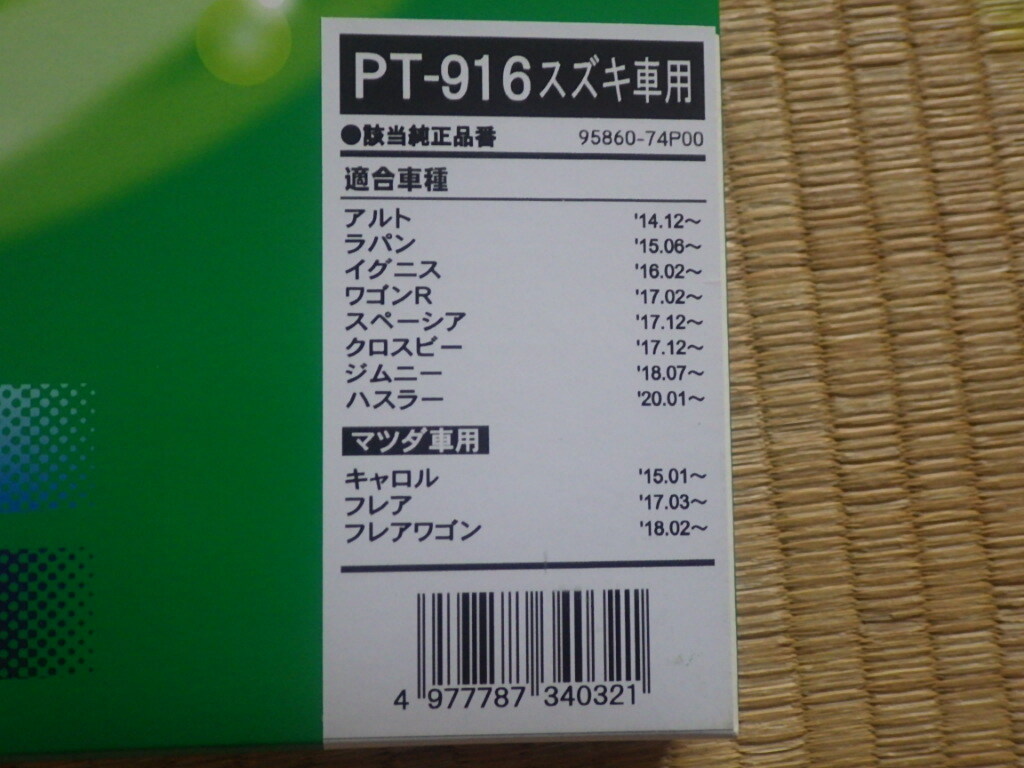 PT-916スズキ車用
●該当純正品番 95860-74P00
適合車種
アルト '14.12～
ラパン '15.06～
イグニス '16.02～
ワゴンR '17.02～
スペーシア '17.12～
クロスビー '17.12～
ジムニー '18.07～
ハスラー '20.01～
マツダ車用
キャロル '15.01～
フレア '17.03～
フレアワゴン '18.02～
4 977787 340321